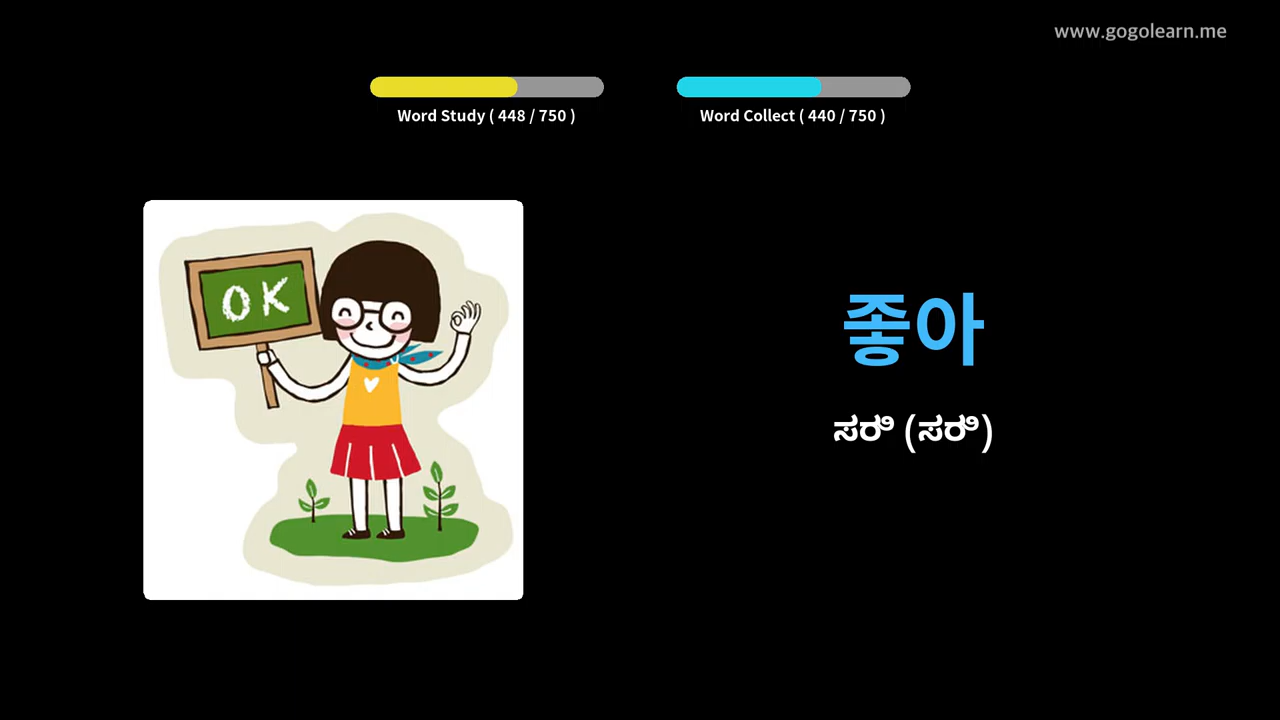 www.gogolearn.me
Word Study ( 448 / 750 )
Word Collect ( 440 / 750 )
OK
좋아
ಸರಿ (ಸರಿ)